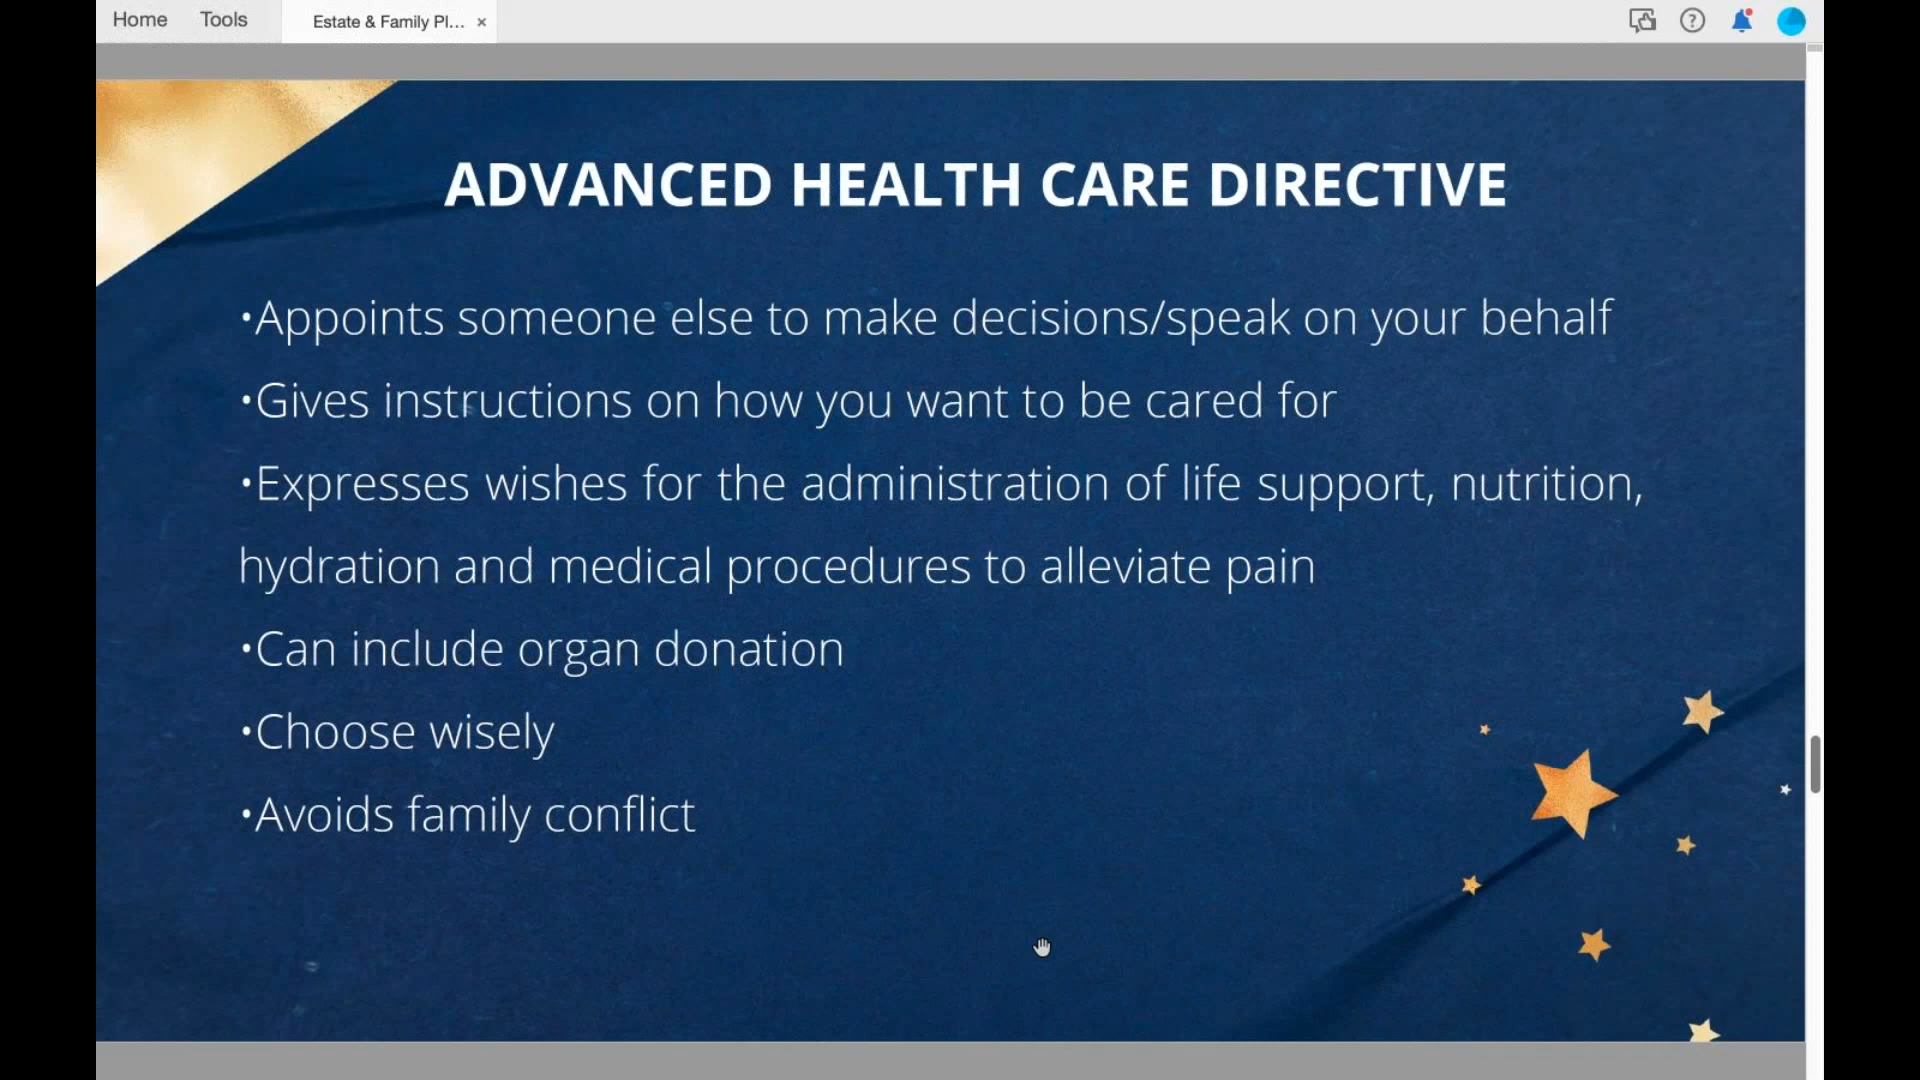 Home Tools Estate & Family Pl... ×
ADVANCED HEALTH CARE DIRECTIVE
•Appoints someone else to make decisions/speak on your behalf
•Gives instructions on how you want to be cared for
•Expresses wishes for the administration of life support, nutrition,
hydration and medical procedures to alleviate pain
•Can include organ donation
•Choose wisely
•Avoids family conflict